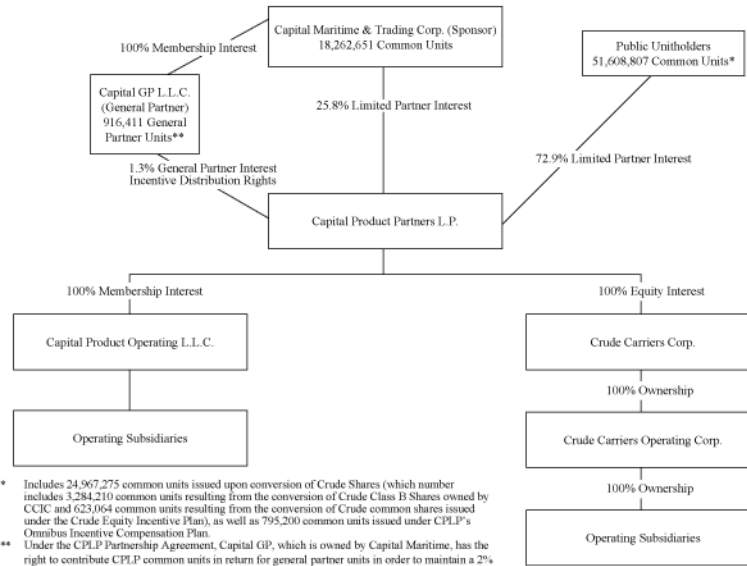 Capital Maritime & Trading Corp. (Sponsor)
18,262,651 Common Units
100% Membership Interest
Public Unitholders
51,608,807 Common Units*
Capital GP L.L.C.
(General Partner)
916,411 General
Partner Units**
25.8% Limited Partner Interest
72.9% Limited Partner Interest
1.3% General Partner Interest
Incentive Distribution Rights
Capital Product Partners L.P.
100% Membership Interest
100% Equity Interest
Capital Product Operating L.L.C.
Crude Carriers Corp.
100% Ownership
Operating Subsidiaries
Crude Carriers Operating Corp.
100% Ownership
Operating Subsidiaries
* Includes 24,967,275 common units issued upon conversion of Crude Shares (which number
includes 3,284,210 common units resulting from the conversion of Crude Class B Shares owned by
CCIC and 623,064 common units resulting from the conversion of Crude common shares issued
under the Crude Equity Incentive Plan), as well as 795,200 common units issued under CPLP's
Omnibus Incentive Compensation Plan.
** Under the CPLP Partnership Agreement, Capital GP, which is owned by Capital Maritime, has the
right to contribute CPLP common units in return for general partner units in order to maintain a 2%